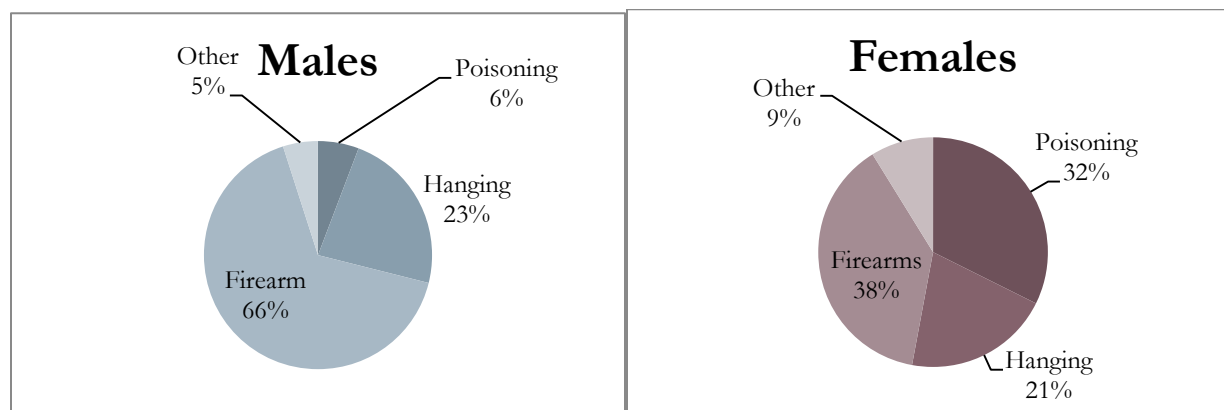 Males
Other
5%
Poisoning
6%
Hanging
23%
Firearm
66%
Females
Other
9%
Poisoning
32%
Firearms
38%
Hanging
21%